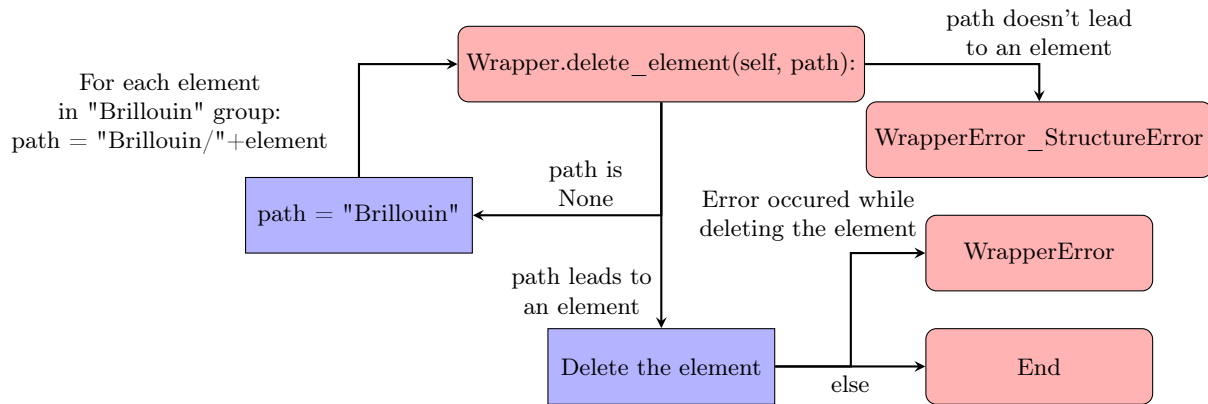 path doesn't lead
to an element
Wrapper.delete_element(self, path):
For each element
in "Brillouin" group:
path = "Brillouin/"+element
WrapperError_StructureError
path is
None
path = "Brillouin"
Error occured while
deleting the element
WrapperError
path leads to
an element
Delete the element
else
End